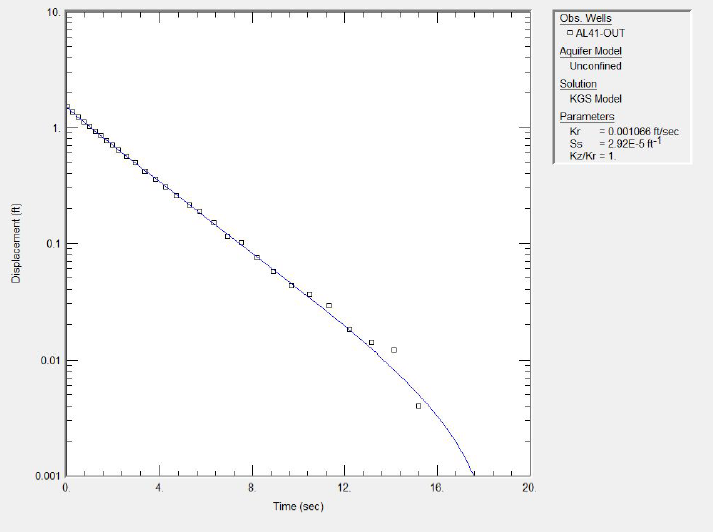 10.
1.
0.1
0.01
0.001
Displacement (ft)
0. 4. 8. 12. 16. 20.
Time (sec)
Obs. Wells
AL41-OUT
Aquifer Model
Unconfined
Solution
KGS Model
Parameters
Kr = 0.001066 ft/sec
Ss = 2.92E-5 ft⁻¹
Kz/Kr = 1.